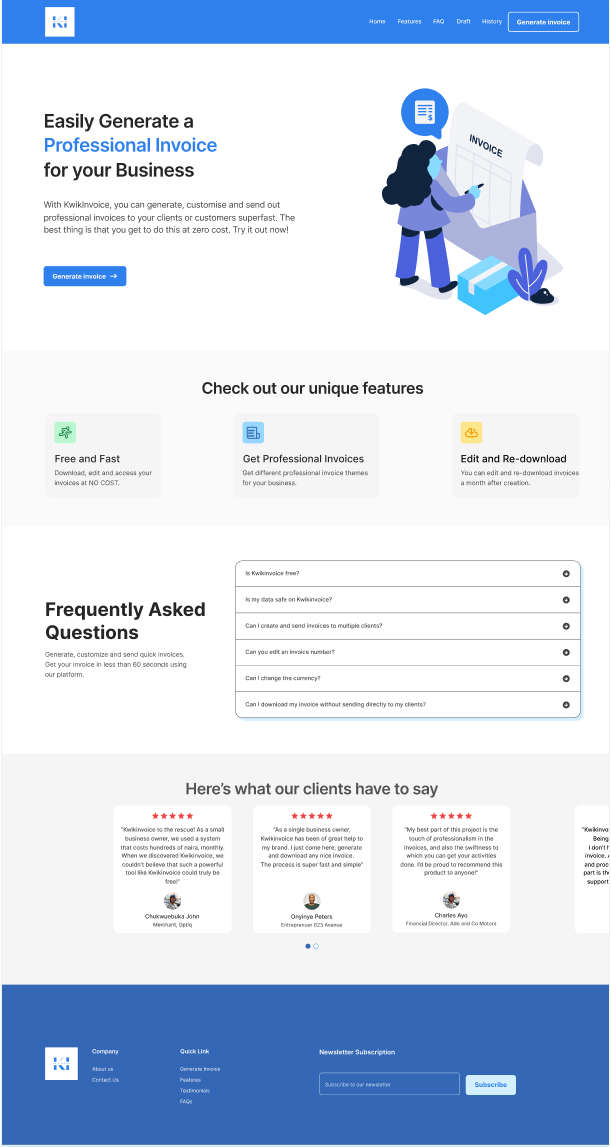 KI
Home Features FAQ Draft History Generate invoice
Easily Generate a
Professional Invoice
for your Business
With KwikInvoice, you can generate, customise and send out
professional invoices to your clients or customers superfast. The
best thing is that you get to do this at zero cost. Try it out now!
Generate invoice →
INVOICE
$
Check out our unique features
Free and Fast
Download, edit and access your
invoices at NO COST.
Get Professional Invoices
Get different professional invoice themes
for your business.
Edit and Re-download
You can edit and re-download invoices
a month after creation.
Frequently Asked
Questions
Generate, customize and send quick invoices.
Get your invoice in less than 60 seconds using
our platform.
Is Kwikinvoice free?
Is my data safe on Kwikinvoice?
Can I create and send invoices to multiple clients?
Can you edit an invoice number?
Can I change the currency?
Can I download my invoice without sending directly to my clients?
Here's what our clients have to say
"Kwikinvoice to the rescue! As a small
business owner, we used a system
that costs hundreds of naira, monthly.
When we discovered Kwikinvoice, we
couldn't believe that such a powerful
tool like Kwikinvoice could truly be
free!"
Chukwuebuka John
Merchant, Optiq
"As a single business owner,
KwikInvoice has been of great help to
my brand. I just come here, generate
and download any nice invoice.
The process is super fast and simple"
Onyinye Peters
Entreprenuer 623 Avenue
"My best part of this project is the
touch of professionalism in the
invoices, and also the swiftness to
which you can get your activities
done. I'd be proud to recommend this
product to anyone!"
Charles Ayo
Financial Director, Ade and Co Motors
"Kwikinvo
Being
I don't h
invoice.
and proc
part is the
support
KI
Company
About us
Contact Us
Quick Link
Generate Invoice
Features
Testimonials
FAQs
Newsletter Subscription
Subscribe to our newsletter
Subscribe